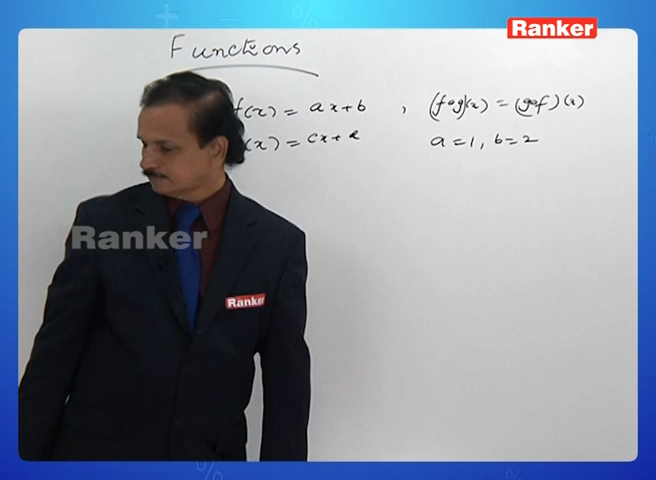 Ranker
Functions
f(x) = ax+b , (fog)(x) = (gof)(x)
(x) = cx+d a=1, b=2
Ranker
Ranker